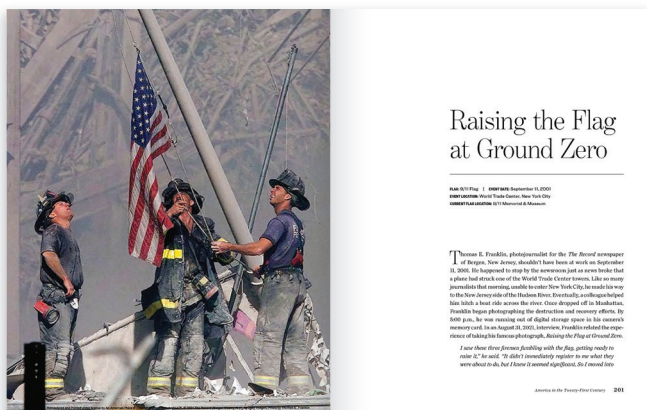 Raising the Flag
at Ground Zero
FLAG: 9/11 Flag | EVENT DATE: September 11, 2001
EVENT LOCATION: World Trade Center, New York City
CURRENT FLAG LOCATION: 9/11 Memorial & Museum
Thomas E. Franklin, photojournalist for the The Record newspaper
of Bergen, New Jersey, shouldn't have been at work on September
11, 2001. He happened to stop by the newsroom just as news broke that
a plane had struck one of the World Trade Center towers. Like so many
journalists that morning, unable to enter New York City, he made his way
to the New Jersey side of the Hudson River. Eventually, a colleague helped
him hitch a boat ride across the river. Once dropped off in Manhattan,
Franklin began photographing the destruction and recovery efforts. By
5:00 p.m., he was running out of digital storage space in his camera's
memory card. In an August 31, 2021, interview, Franklin related the expe-
rience of taking his famous photograph, Raising the Flag at Ground Zero.
I saw these three firemen fumbling with the flag, getting ready to
raise it," he said. "It didn't immediately register to me what they
were about to do, but I knew it seemed significant. So I moved into
America in the Twenty-First Century 201